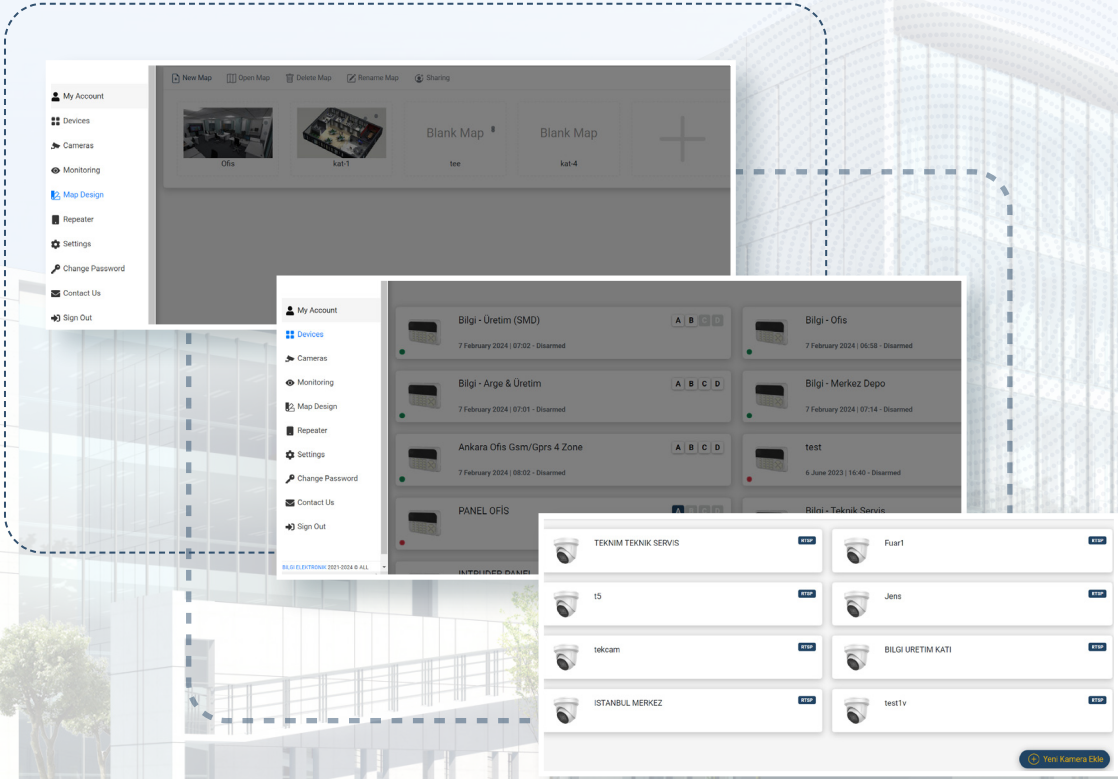 New Map Open Map Delete Map Rename Map Sharing
My Account
Devices
Cameras
Monitoring
Map Design
Repeater
Settings
Change Password
Contact Us
Sign Out
Ofis
kat-1
Blank Map
tee
Blank Map
kat-4
My Account
Devices
Cameras
Monitoring
Map Design
Repeater
Settings
Change Password
Contact Us
Sign Out
BILGI ELEKTRONIK 2021-2024 © ALL
Bilgi - Üretim (SMD) A B C D
7 February 2024 | 07:02 - Disarmed
Bilgi - Ofis
7 February 2024 | 06:58 - Disarmed
Bilgi - Arge & Üretim A B C D
7 February 2024 | 07:01 - Disarmed
Bilgi - Merkez Depo
7 February 2024 | 07:14 - Disarmed
Ankara Ofis Gsm/Gprs 4 Zone A B C D
7 February 2024 | 08:02 - Disarmed
test
6 June 2023 | 16:40 - Disarmed
PANEL OFİS A
Bilgi - Teknik Servis
INTRUDER PANEL
TEKNIM TEKNIK SERVIS RTSP
Fuar1 RTSP
t5 RTSP
Jens RTSP
tekcam RTSP
BILGI URETIM KATI RTSP
ISTANBUL MERKEZ RTSP
test1v RTSP
Yeni Kamera Ekle